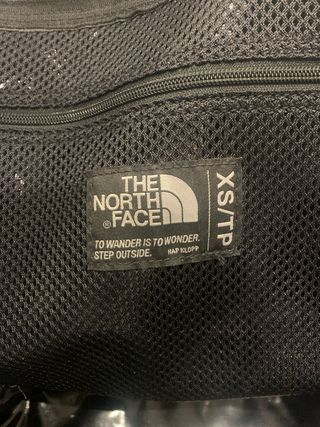 THE
NORTH
FACE
®
XS/TP
TO WANDER IS TO WONDER.
STEP OUTSIDE. HAP KLOPP